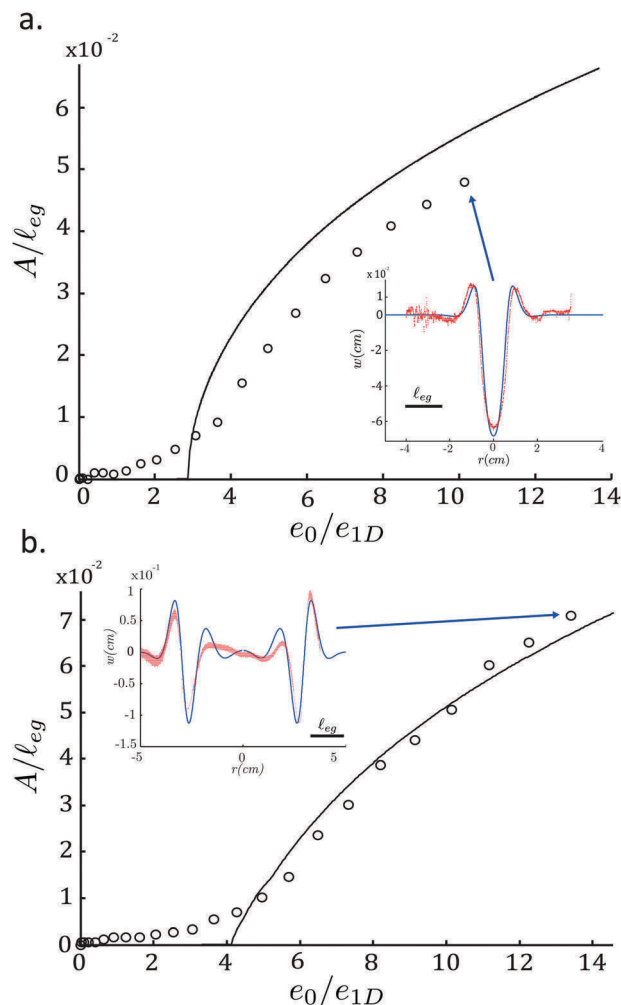 a.
x10⁻²
6
5
4
3
2
1
0
A/ℓeg
0 2 4 6 8 10 12 14
e₀/e₁D
x10⁻²
1
0
-2
-4
-6
w(cm)
ℓeg
-4 -2 0 2 4
r(cm)
b.
x10⁻²
7
6
5
4
3
2
1
0
A/ℓeg
0 2 4 6 8 10 12 14
e₀/e₁D
x10⁻¹
1
0.5
0
-0.5
-1
-1.5
w(cm)
ℓeg
-5 0 5
r(cm)